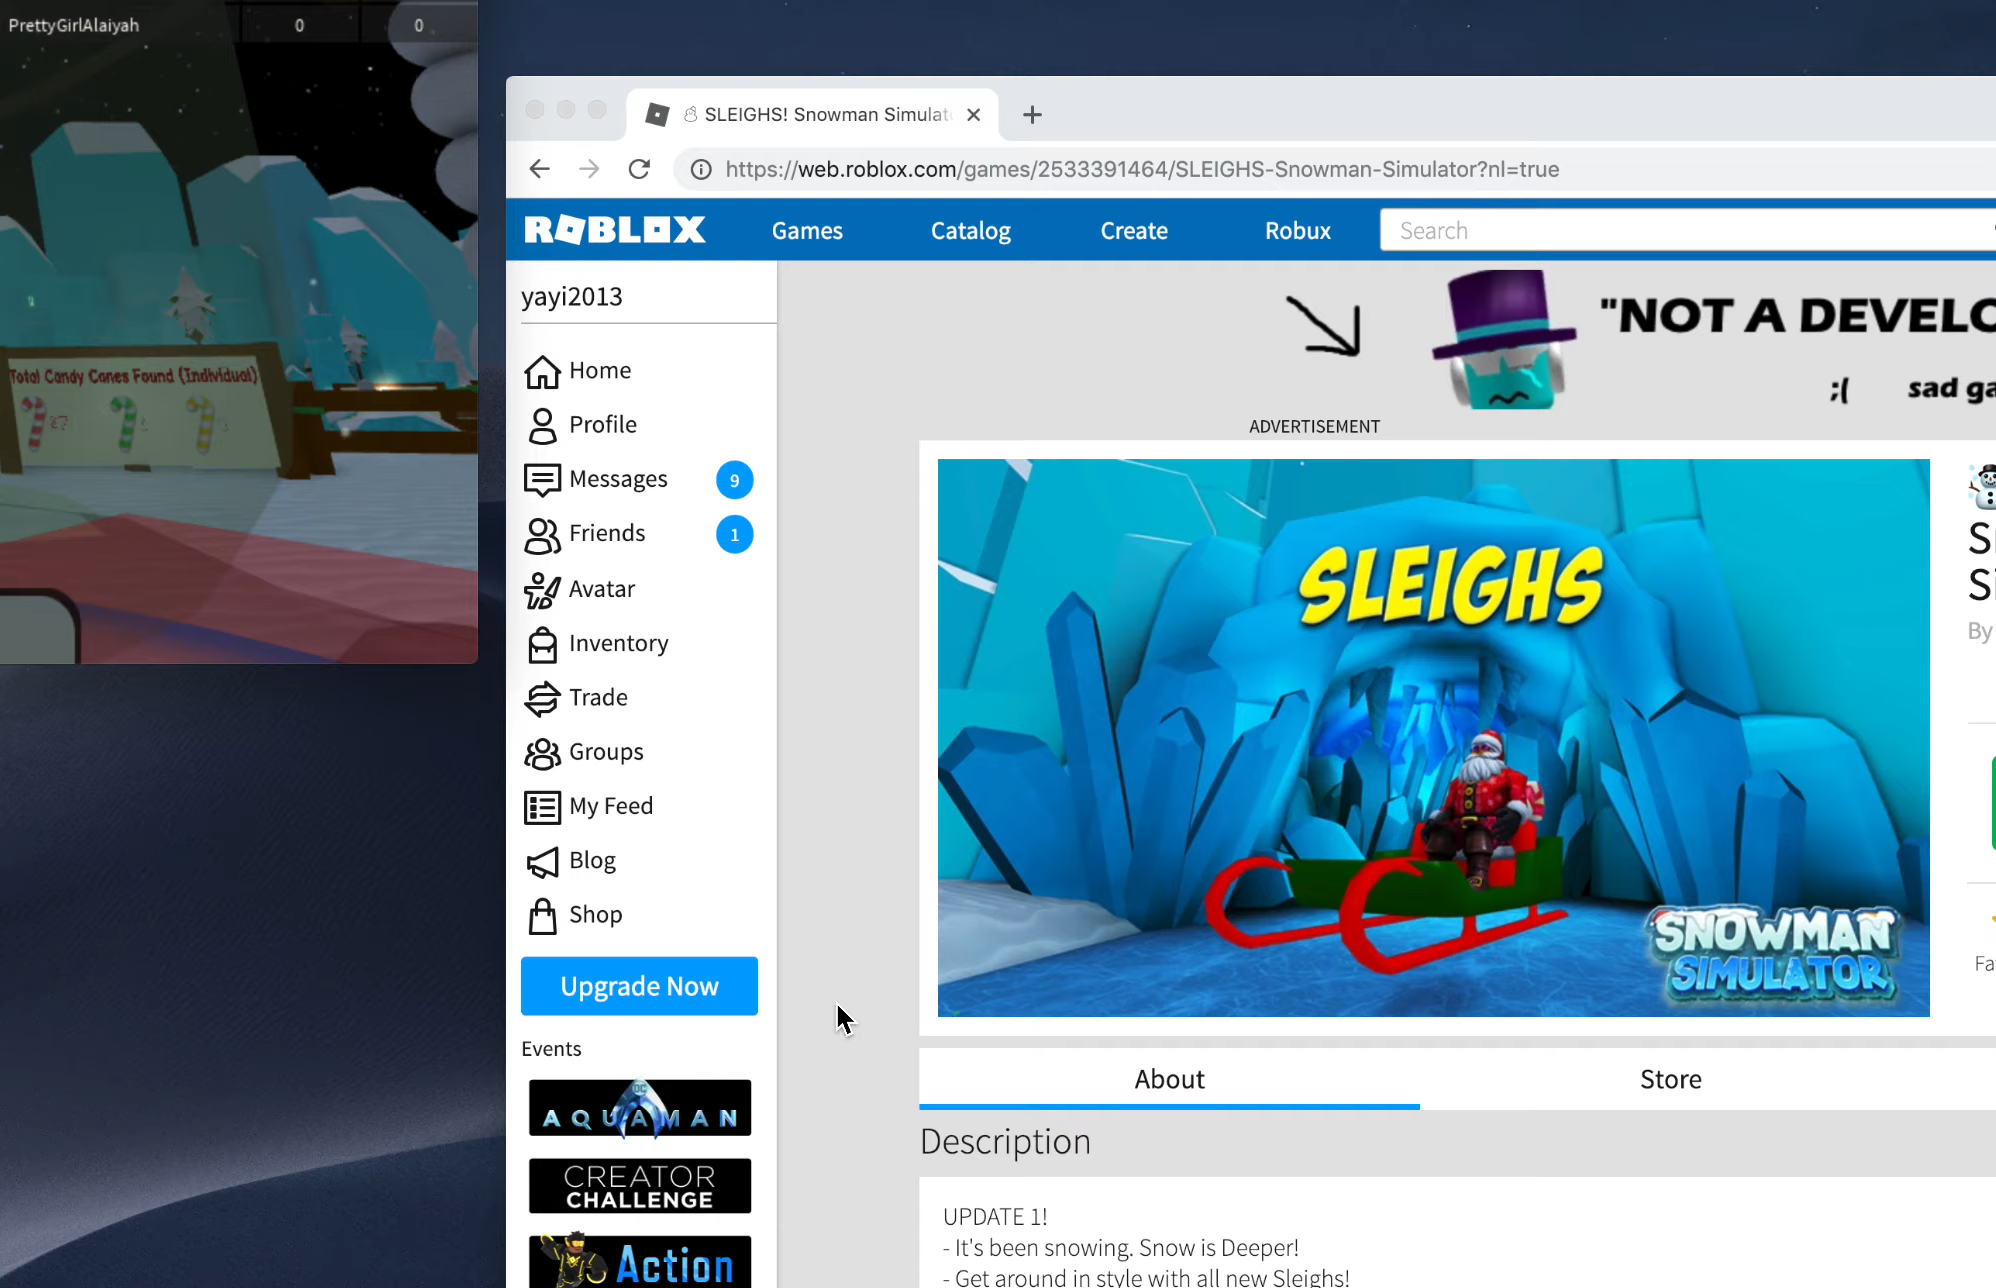 PrettyGirlAlaiyah 0 0
Total Candy Canes Found (Individual)
SLEIGHS! Snowman Simulat
https://web.roblox.com/games/2533391464/SLEIGHS-Snowman-Simulator?nl=true
ROBLOX Games Catalog Create Robux Search
yayi2013
Home
Profile
Messages 9
Friends 1
Avatar
Inventory
Trade
Groups
My Feed
Blog
Shop
Upgrade Now
Events
DC
AQUAMAN
CREATOR
CHALLENGE
Action
"NOT A DEVELO
;( sad ga
ADVERTISEMENT
SLEIGHS
SNOWMAN
SIMULATOR
By
About Store
Description
UPDATE 1!
- It's been snowing. Snow is Deeper!
- Get around in style with all new Sleighs!